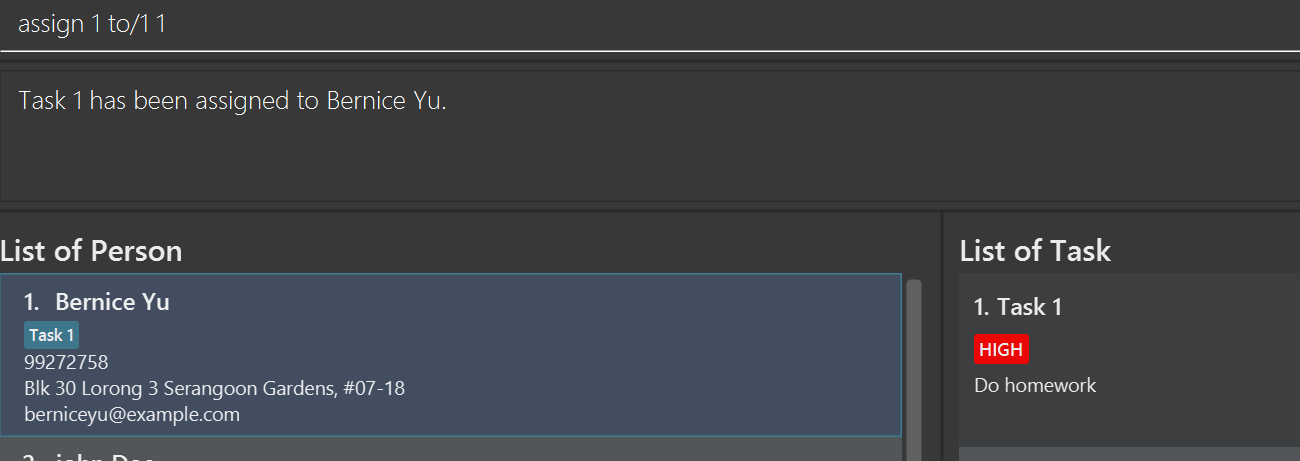 assign 1 to/1 1
Task 1 has been assigned to Bernice Yu.
List of Person
1. Bernice Yu
Task 1
99272758
Blk 30 Lorong 3 Serangoon Gardens, #07-18
berniceyu@example.com
List of Task
1. Task 1
HIGH
Do homework